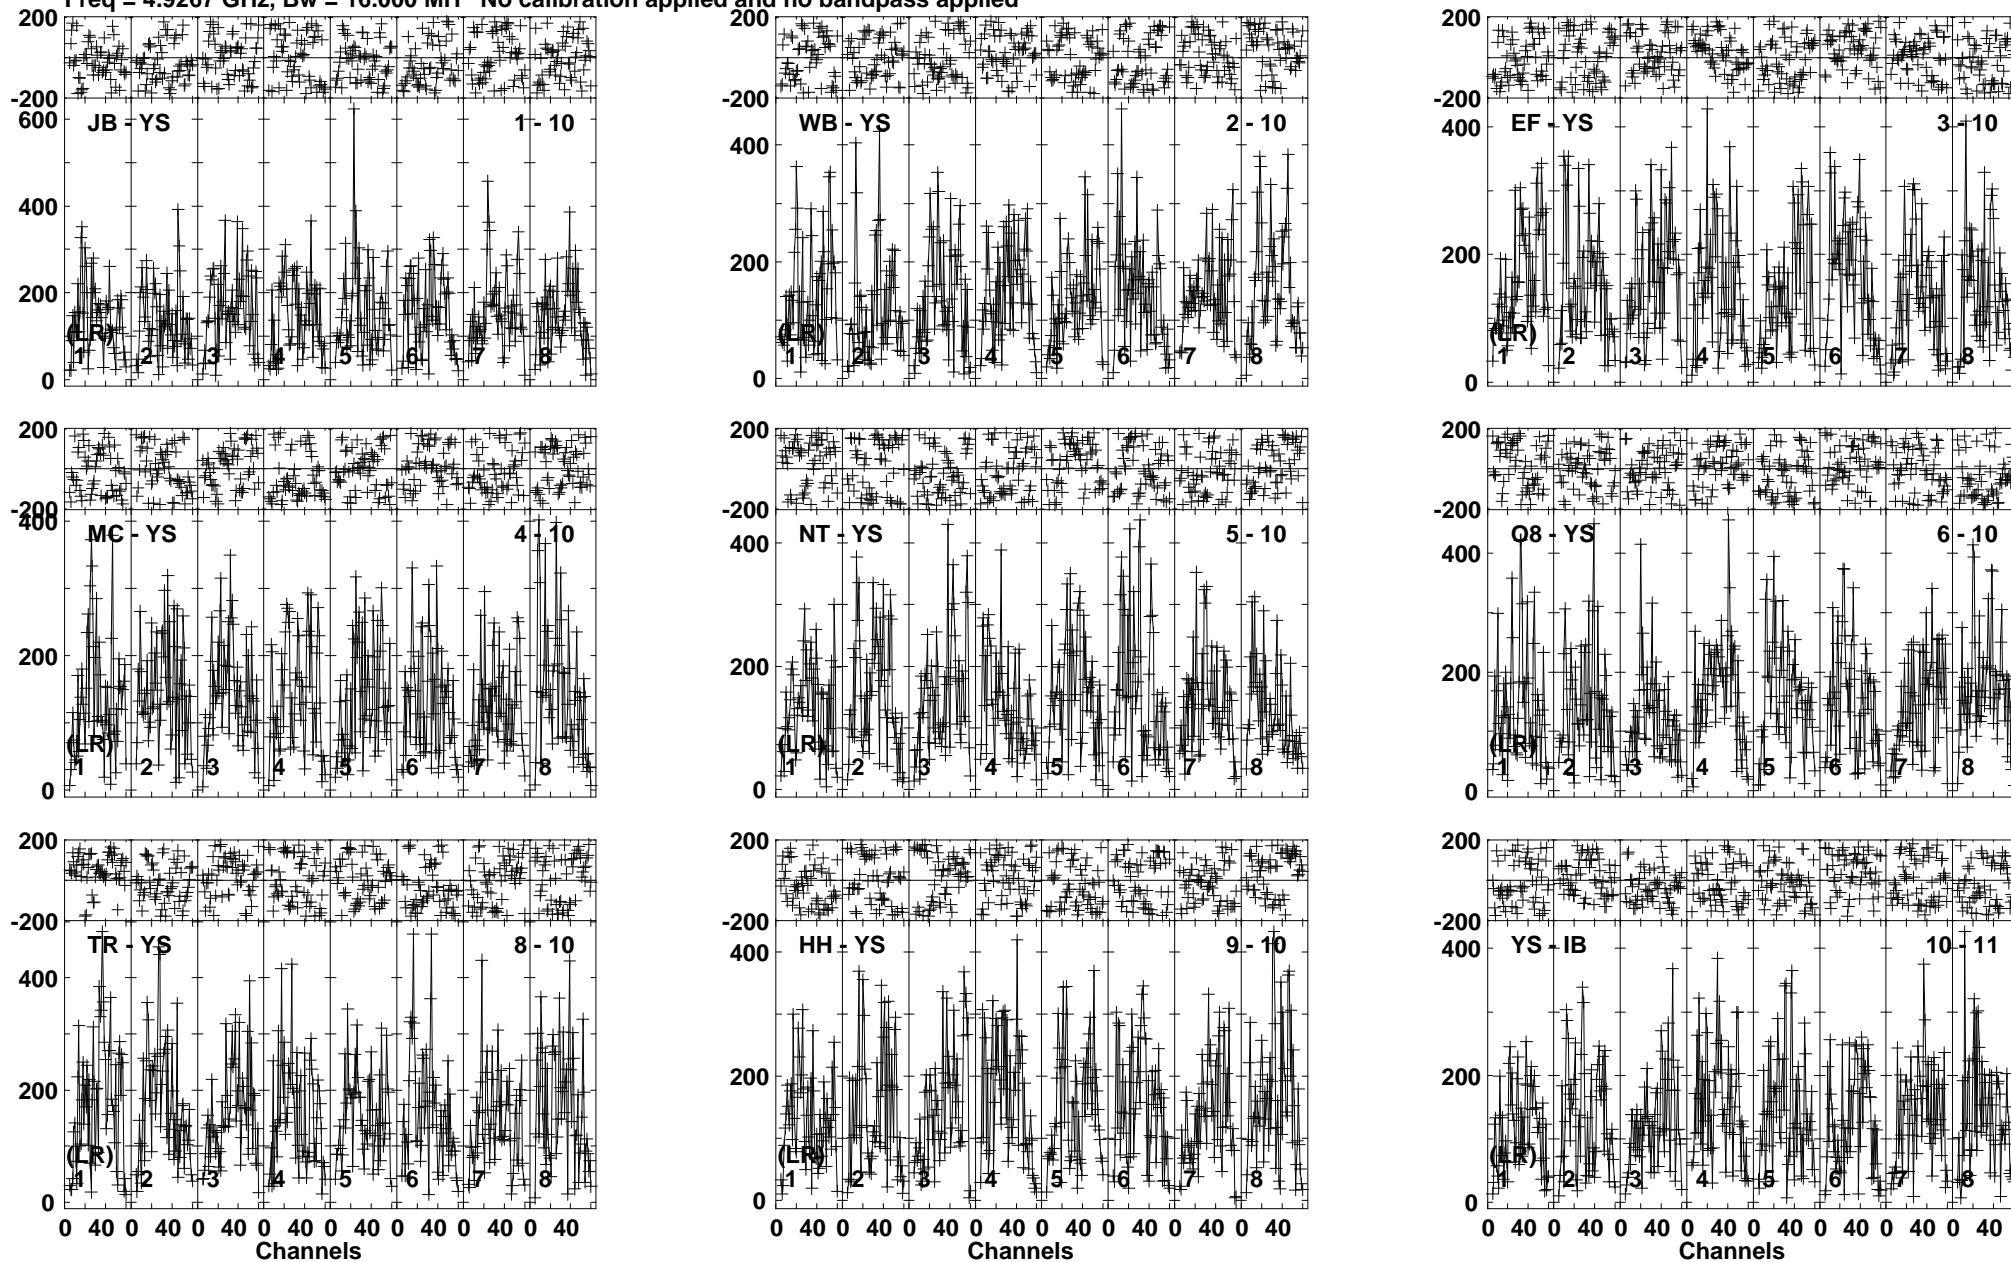 Freq = 4.9267 GHz, Bw = 16.000 MH No calibration applied and no bandpass applied
200 200 200
-200 -200 -200
JB - YS 1 - 10 WB - YS 2 - 10 EF - YS 3 - 10
600
400 400 400
200 200 200
(LR) (LR) (LR)
1 2 3 4 5 6 7 8 1 2 3 4 5 6 7 8 1 2 3 4 5 6 7 8
0 0 0
200 200 200
-200 -200 -200
MC - YS 4 - 10 NT - YS 5 - 10 O8 - YS 6 - 10
400 400 400
200 200 200
(LR) (LR) (LR)
1 2 3 4 5 6 7 8 1 2 3 4 5 6 7 8 1 2 3 4 5 6 7 8
0 0 0
200 200 200
-200 -200 -200
TR - YS 8 - 10 HH - YS 9 - 10 YS - IB 10 - 11
400 400 400
200 200 200
(LR) (LR) (LR)
1 2 3 4 5 6 7 8 1 2 3 4 5 6 7 8 1 2 3 4 5 6 7 8
0 0 0
0 40 0 40 0 40 0 40 0 40 0 40 0 40 0 40 0 40 0 40 0 40 0 40 0 40 0 40 0 40 0 40 0 40 0 40 0 40 0 40 0 40 0 40 0 40 0 40
Channels Channels Channels